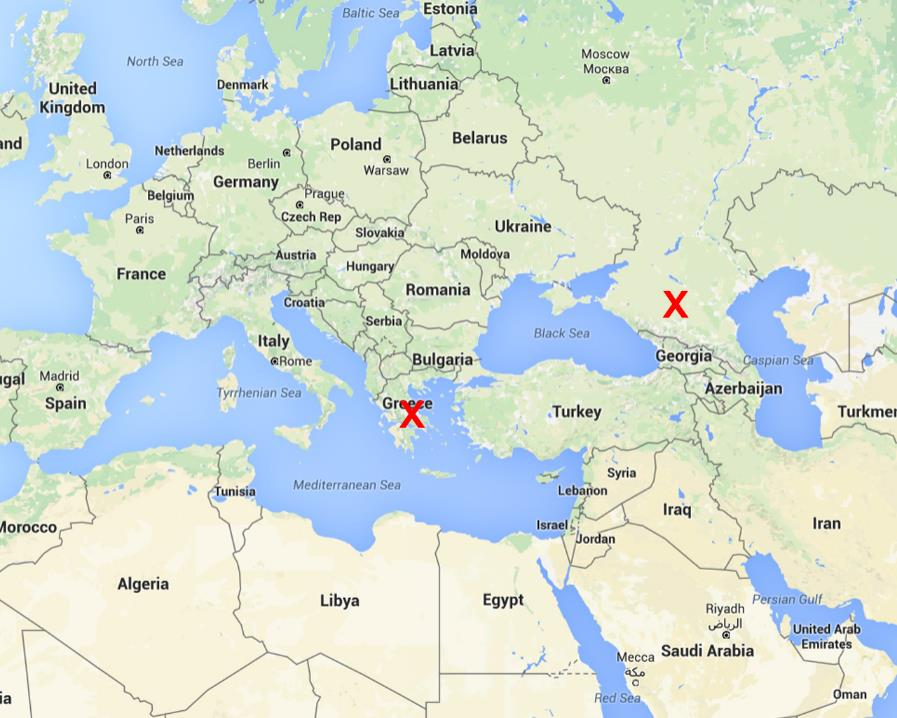 Baltic Sea
Estonia
Latvia
Moscow
Москва
North Sea
Denmark
Lithuania
United
Kingdom
Belarus
and
Netherlands
Poland
London
Berlin
Warsaw
Germany
Belgium
Prague
Paris
Czech Rep
Ukraine
Slovakia
Austria
Moldova
Hungary
France
Romania
Croatia
X
Serbia
Black Sea
Italy
Georgia
Rome
Bulgaria
Caspian Sea
Madrid
ugal
Azerbaijan
Tyrrhenian Sea
Spain
Greece
X
Turkey
Turkmen
Syria
Mediterranean Sea
Tunisia
Lebanon
Iraq
Morocco
Israel
Iran
Jordan
Algeria
Libya
Egypt
Persian Gulf
Riyadh
الرياض
United Arab
Emirates
Saudi Arabia
Mecca
مكة
Red Sea
Oman
ia